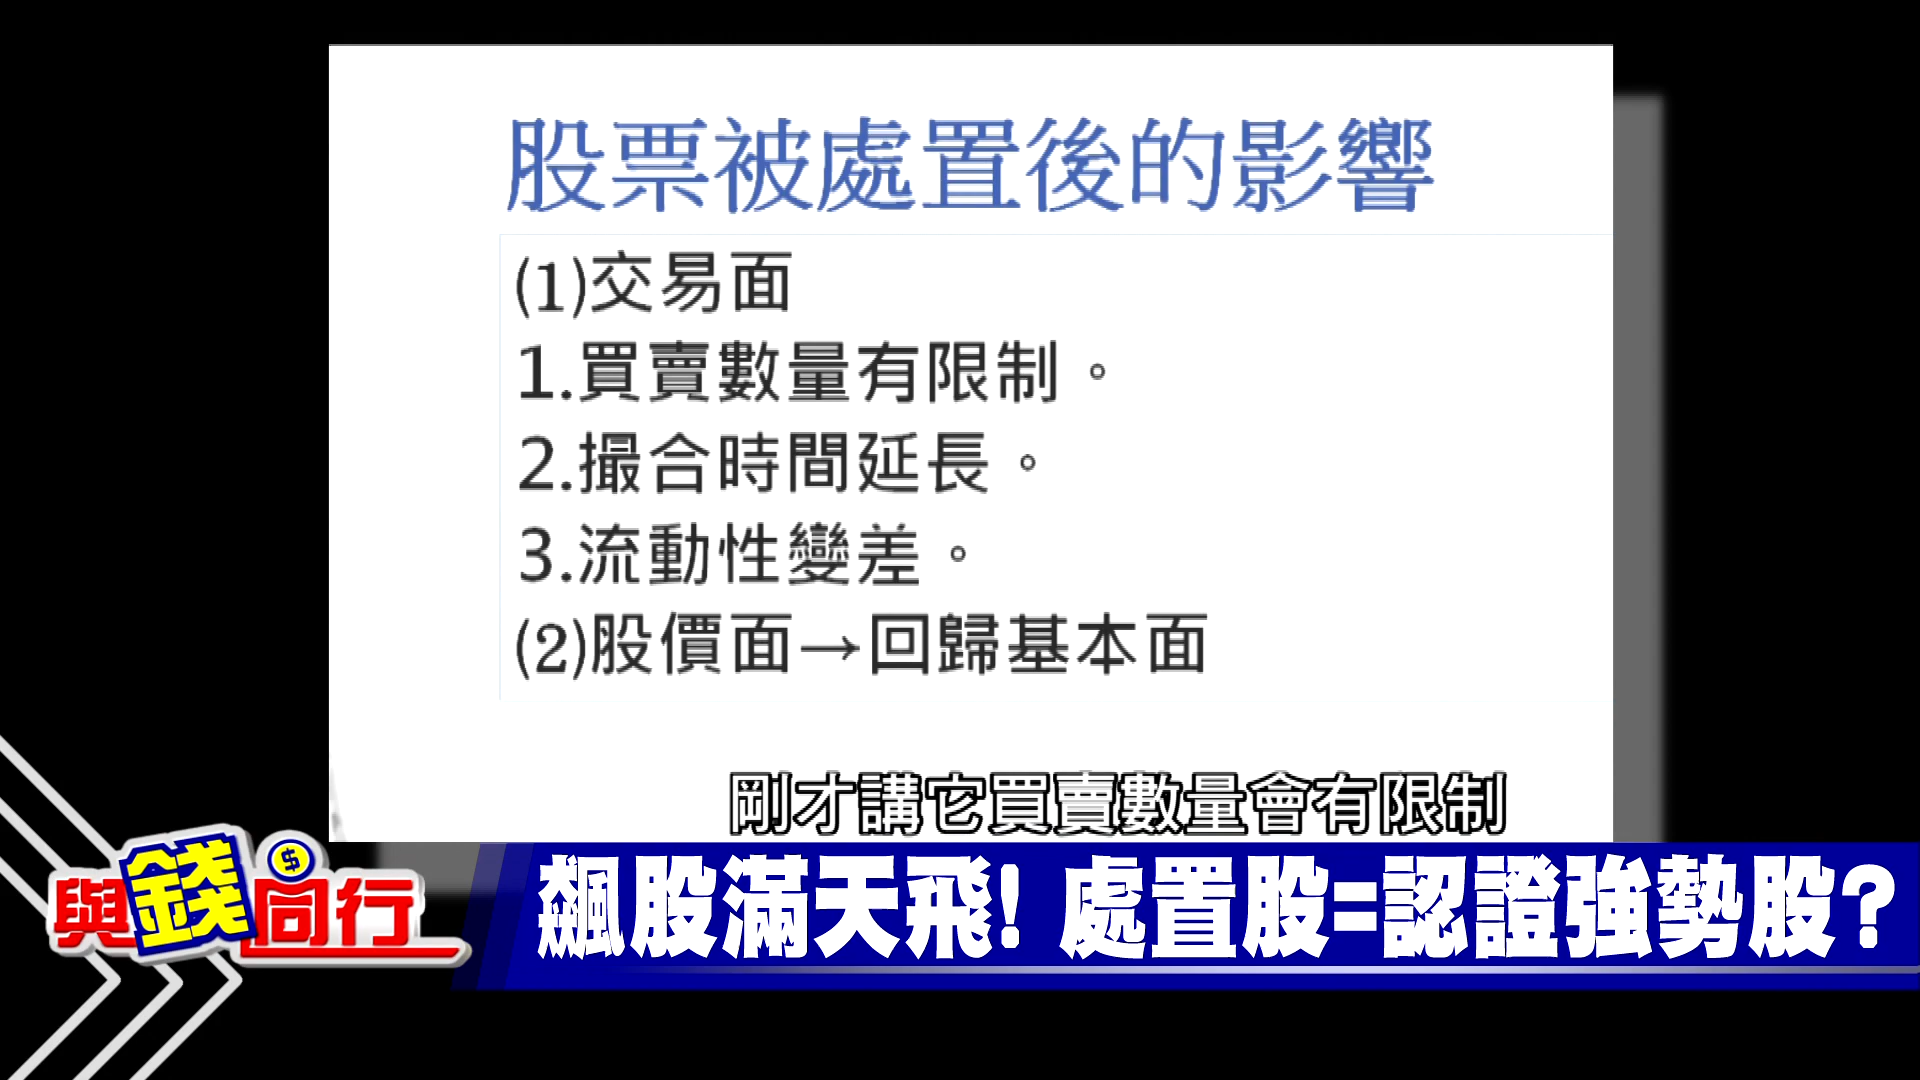 股票被處置後的影響
(1)交易面
1.買賣數量有限制。
2.撮合時間延長。
3.流動性變差。
(2)股價面→回歸基本面
剛才講它買賣數量會有限制
與錢同行
飆股滿天飛! 處置股=認證強勢股?